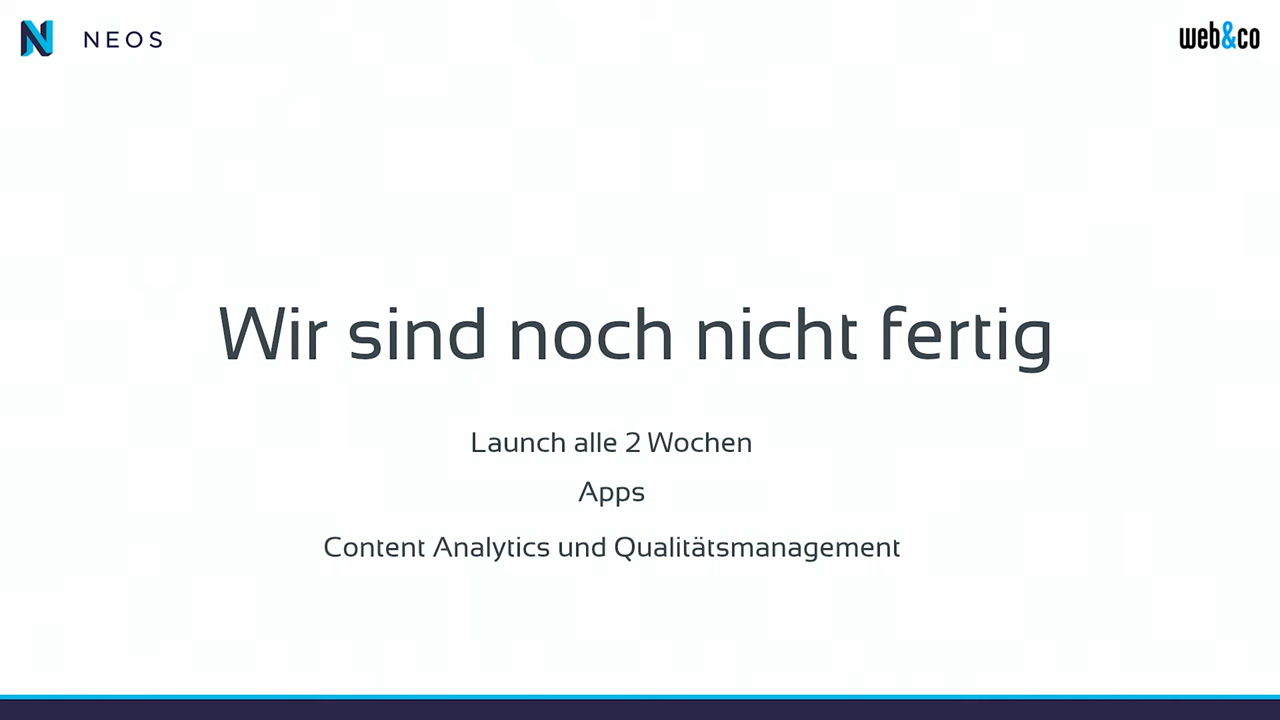 NEOS
web&co
Wir sind noch nicht fertig
Launch alle 2 Wochen
Apps
Content Analytics und Qualitätsmanagement